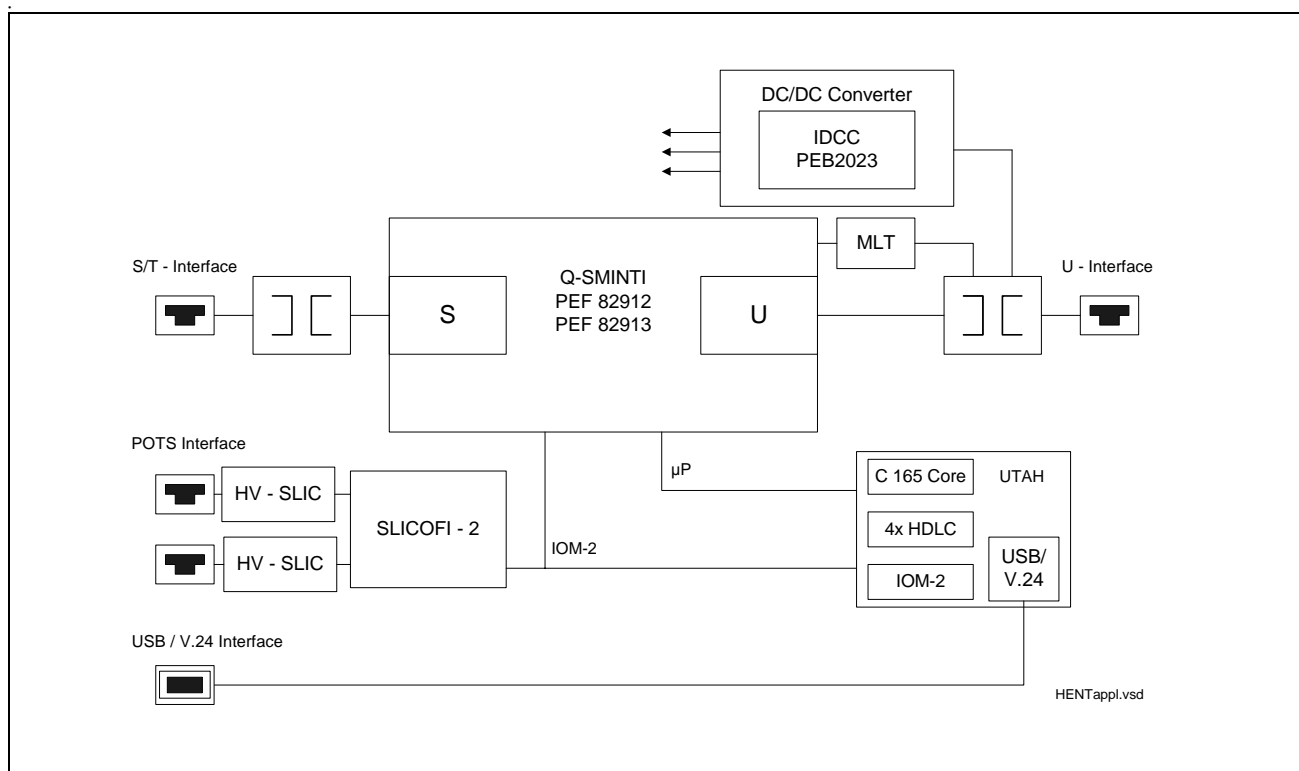 .
DC/DC Converter
IDCC
PEB2023
MLT
S/T - Interface
U - Interface
Q-SMINTI
PEF 82912
PEF 82913
S
U
POTS Interface
µP
HV - SLIC
SLICOFI - 2
HV - SLIC
IOM-2
C 165 Core
UTAH
4x HDLC
IOM-2
USB/
V.24
USB / V.24 Interface
HENTappl.vsd